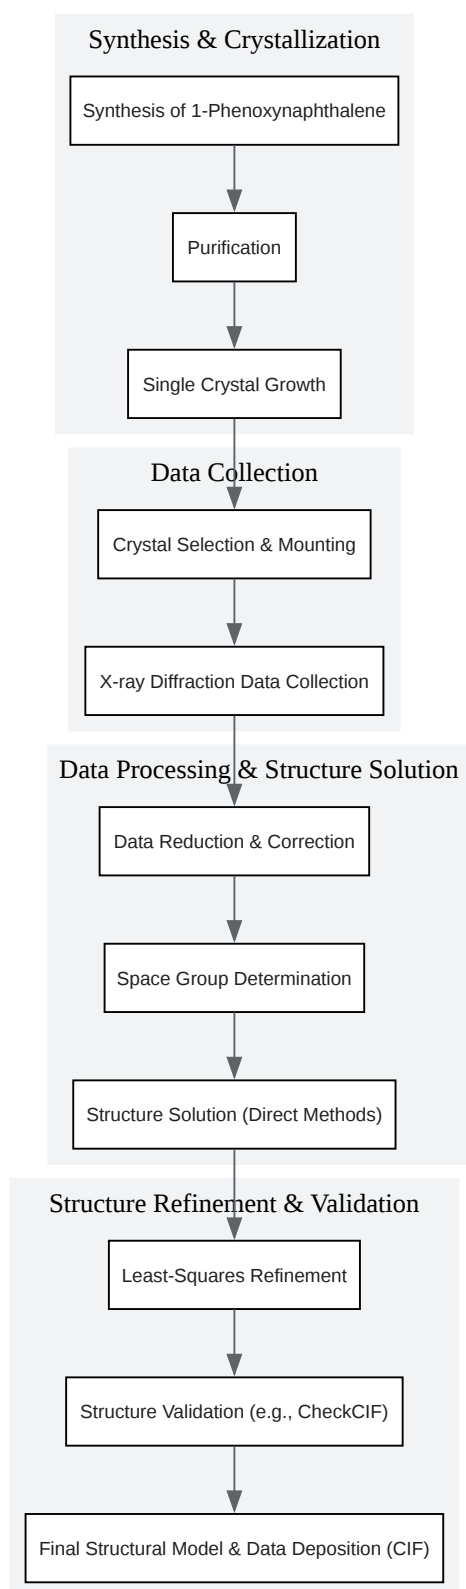 Synthesis & Crystallization
Synthesis of 1-Phenoxynaphthalene
Purification
Single Crystal Growth
Data Collection
Crystal Selection & Mounting
X-ray Diffraction Data Collection
Data Processing & Structure Solution
Data Reduction & Correction
Space Group Determination
Structure Solution (Direct Methods)
Structure Refinement & Validation
Least-Squares Refinement
Structure Validation (e.g., CheckCIF)
Final Structural Model & Data Deposition (CIF)